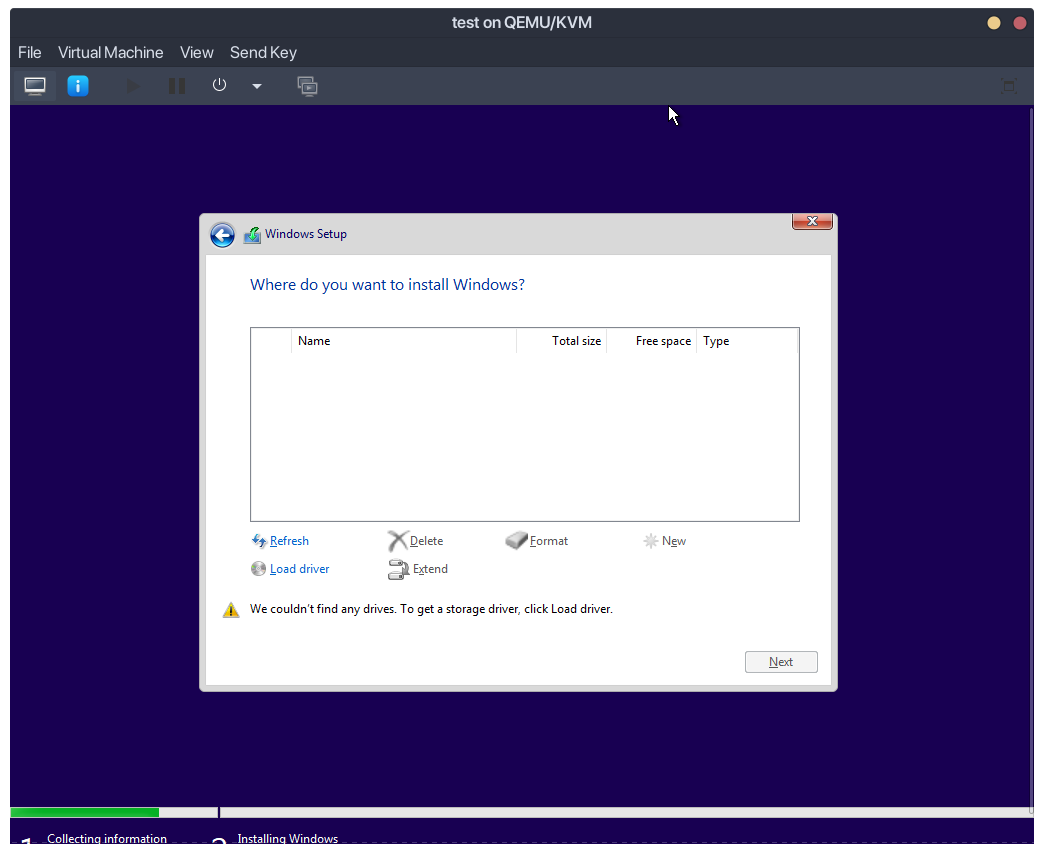 test on QEMU/KVM
File Virtual Machine View Send Key
Windows Setup
Where do you want to install Windows?
Name Total size Free space Type
Refresh Delete Format New
Load driver Extend
We couldn't find any drives. To get a storage driver, click Load driver.
Next
1 Collecting information 2 Installing Windows